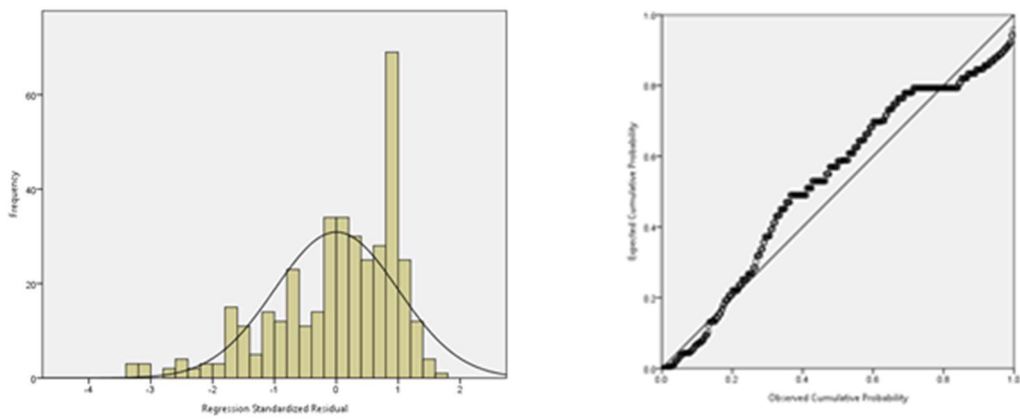 60
40
20
0
-4 -3 -2 -1 0 1 2
Frequency
Regression Standardized Residual
1.0
0.8
0.6
0.4
0.2
0.0
0.0 0.2 0.4 0.6 0.8 1.0
Expected Cumulative Probability
Observed Cumulative Probability